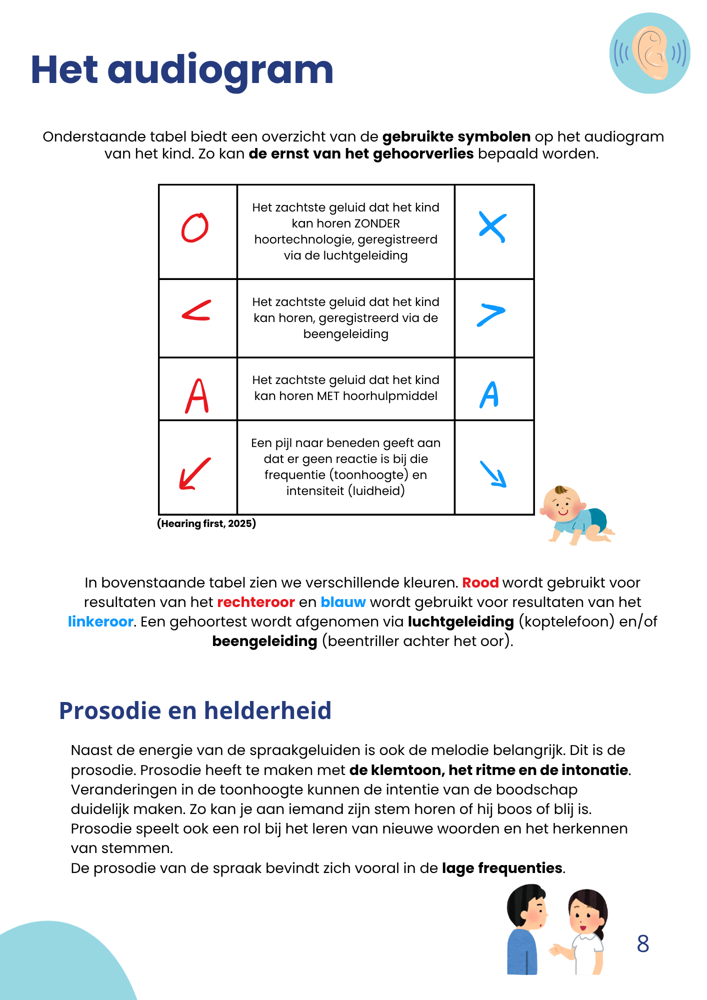 Het audiogram
Onderstaande tabel biedt een overzicht van de gebruikte symbolen op het audiogram
van het kind. Zo kan de ernst van het gehoorverlies bepaald worden.
O
Het zachtste geluid dat het kind
kan horen ZONDER
hoortechnologie, geregistreerd
via de luchtgeleiding
X
<
Het zachtste geluid dat het kind
kan horen, geregistreerd via de
beengeleiding
>
A
Het zachtste geluid dat het kind
kan horen MET hoorhulpmiddel
A
↙
Een pijl naar beneden geeft aan
dat er geen reactie is bij die
frequentie (toonhoogte) en
intensiteit (luidheid)
↘
(Hearing first, 2025)
In bovenstaande tabel zien we verschillende kleuren. Rood wordt gebruikt voor
resultaten van het rechteroor en blauw wordt gebruikt voor resultaten van het
linkeroor. Een gehoortest wordt afgenomen via luchtgeleiding (koptelefoon) en/of
beengeleiding (beentriller achter het oor).
Prosodie en helderheid
Naast de energie van de spraakgeluiden is ook de melodie belangrijk. Dit is de
prosodie. Prosodie heeft te maken met de klemtoon, het ritme en de intonatie.
Veranderingen in de toonhoogte kunnen de intentie van de boodschap
duidelijk maken. Zo kan je aan iemand zijn stem horen of hij boos of blij is.
Prosodie speelt ook een rol bij het leren van nieuwe woorden en het herkennen
van stemmen.
De prosodie van de spraak bevindt zich vooral in de lage frequenties.
8